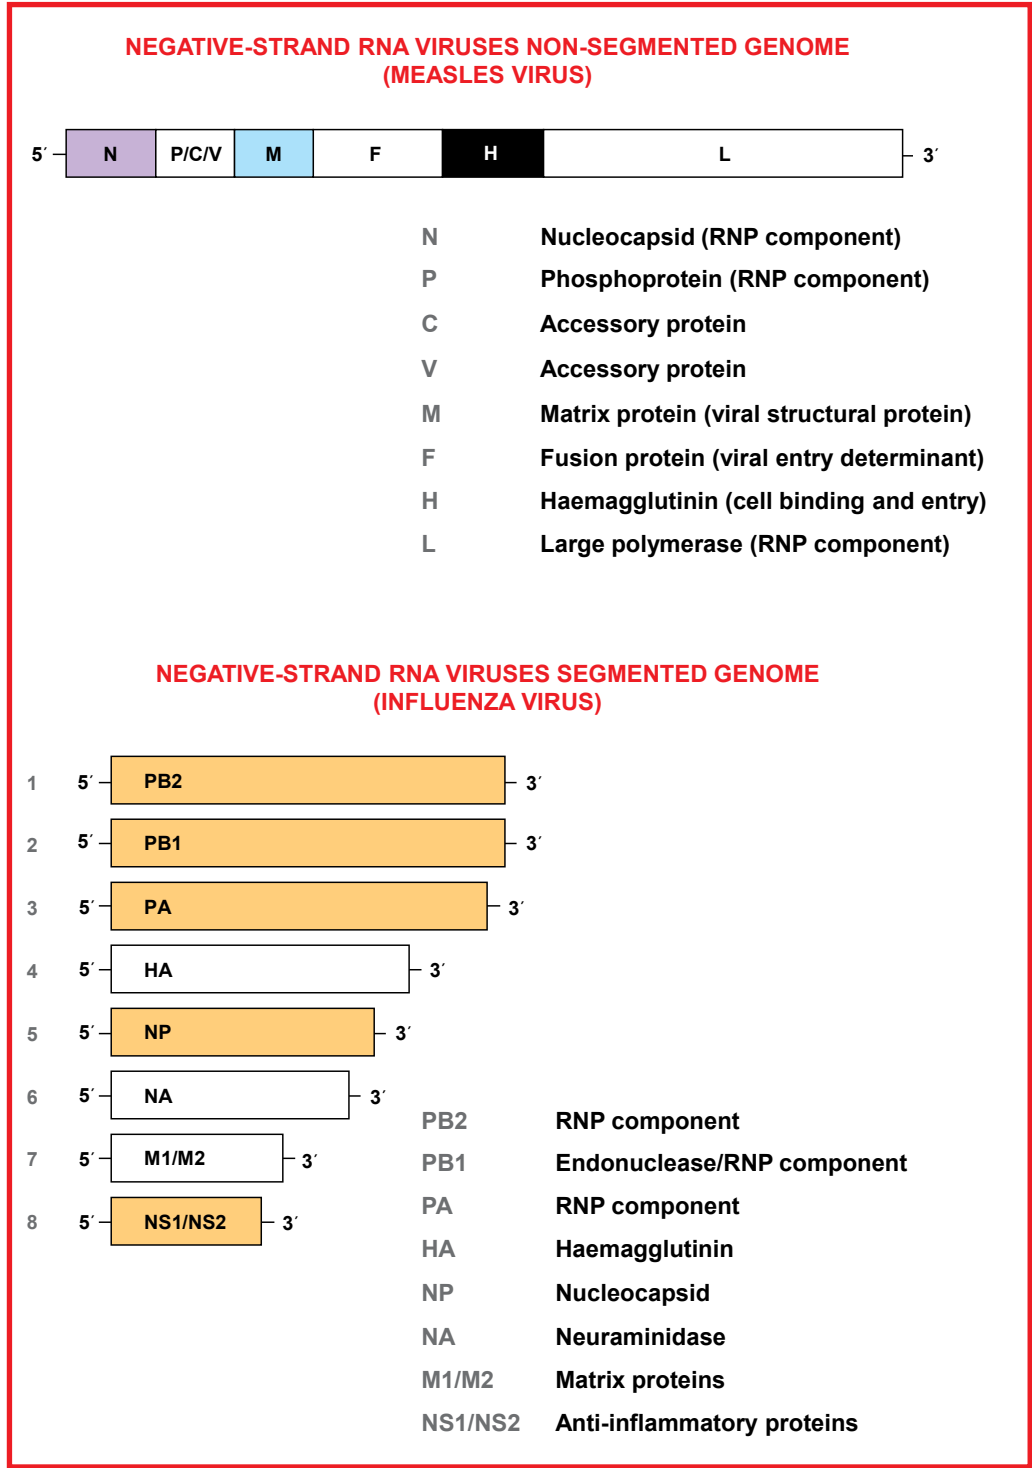 NEGATIVE-STRAND RNA VIRUSES NON-SEGMENTED GENOME
(MEASLES VIRUS)
5´ N P/C/V M F H L 3´
N Nucleocapsid (RNP component)
P Phosphoprotein (RNP component)
C Accessory protein
V Accessory protein
M Matrix protein (viral structural protein)
F Fusion protein (viral entry determinant)
H Haemagglutinin (cell binding and entry)
L Large polymerase (RNP component)
NEGATIVE-STRAND RNA VIRUSES SEGMENTED GENOME
(INFLUENZA VIRUS)
1 5´ PB2 3´
2 5´ PB1 3´
3 5´ PA 3´
4 5´ HA 3´
5 5´ NP 3´
6 5´ NA 3´
7 5´ M1/M2 3´
8 5´ NS1/NS2 3´
PB2 RNP component
PB1 Endonuclease/RNP component
PA RNP component
HA Haemagglutinin
NP Nucleocapsid
NA Neuraminidase
M1/M2 Matrix proteins
NS1/NS2 Anti-inflammatory proteins